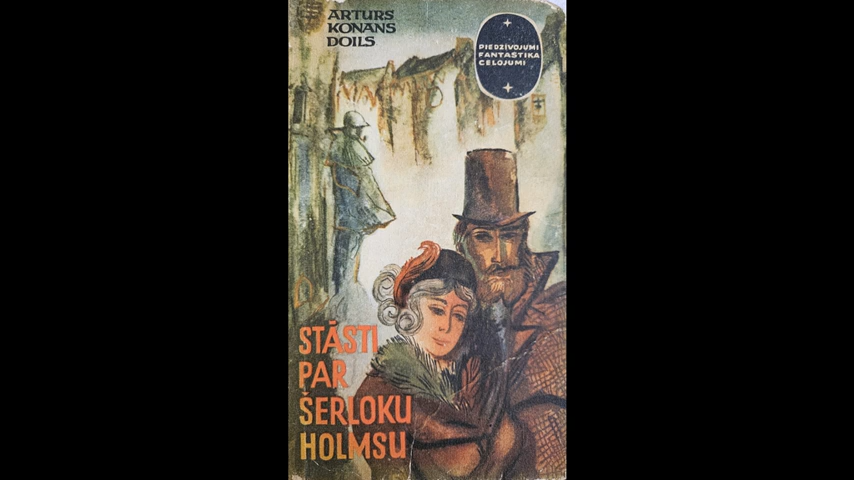 ARTURS
KONANS
DOILS
PIEDZĪVOJUMI
FANTASTIKA
CEĻOJUMI
STĀSTI
PAR
ŠERLOKU
HOLMSU